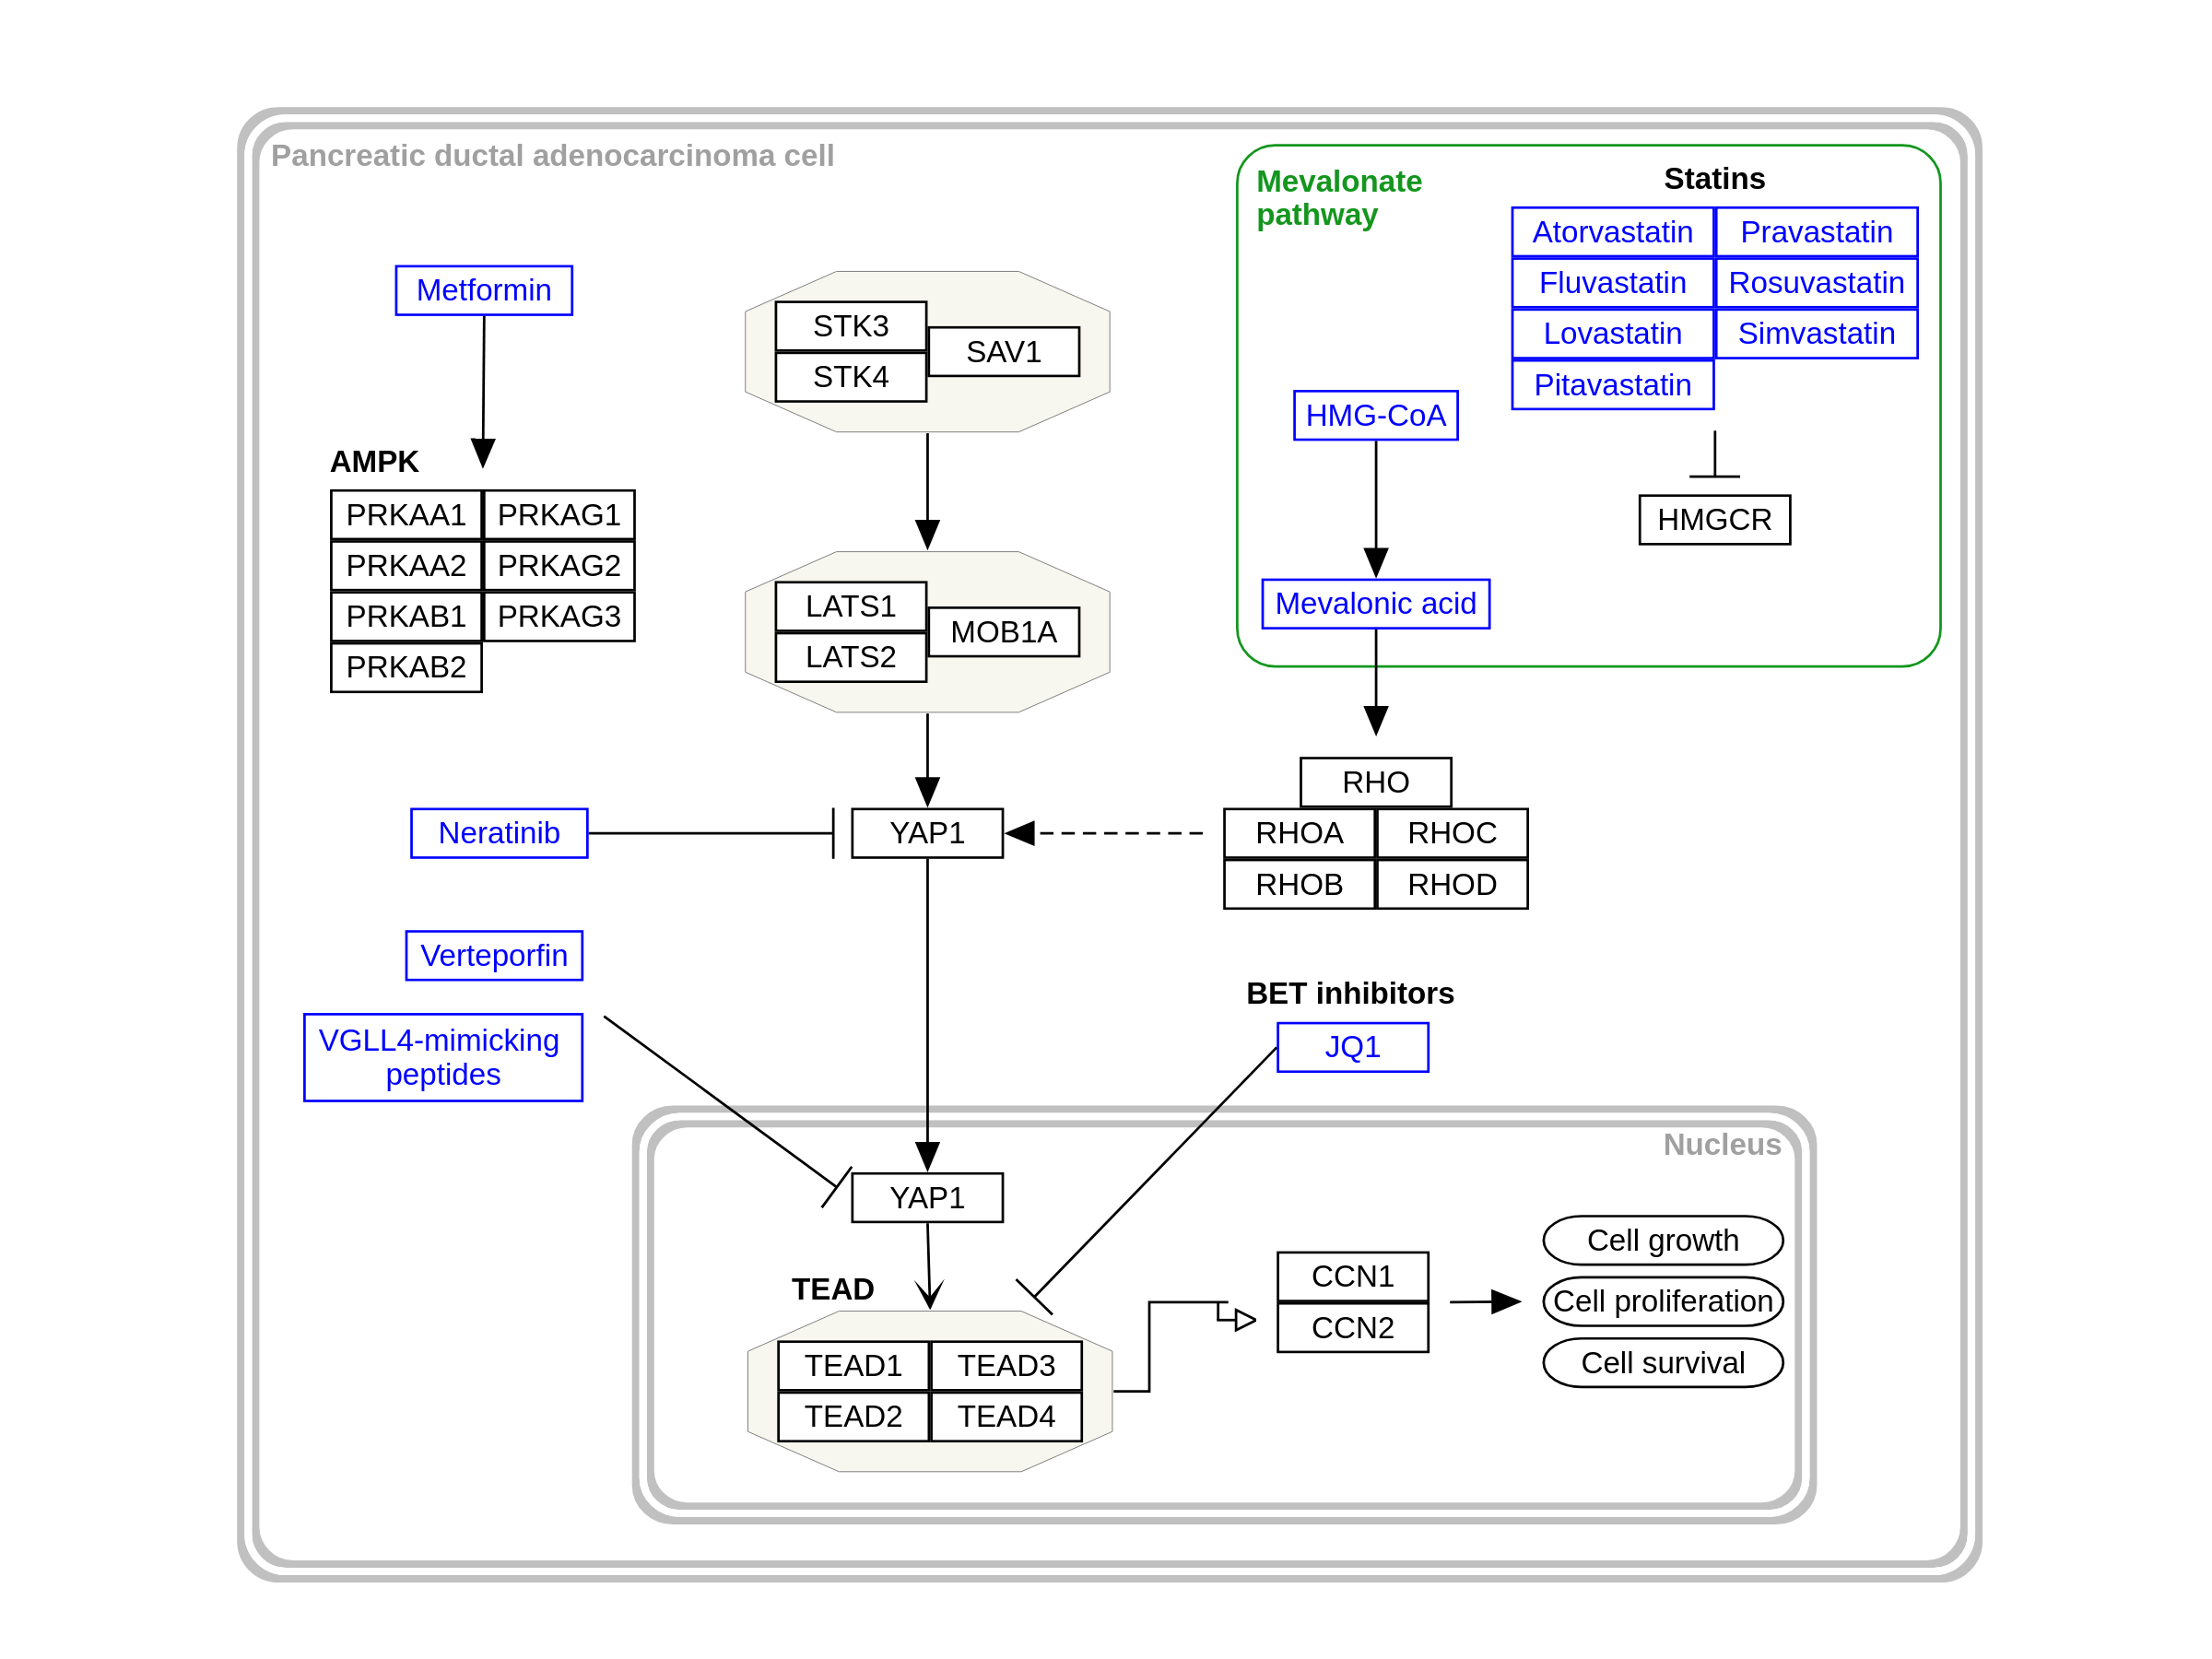 Pancreatic ductal adenocarcinoma cell
Mevalonate
pathway
Statins
Atorvastatin
Pravastatin
Fluvastatin
Rosuvastatin
Lovastatin
Simvastatin
Pitavastatin
HMG-CoA
HMGCR
Mevalonic acid
Metformin
AMPK
PRKAA1
PRKAG1
PRKAA2
PRKAG2
PRKAB1
PRKAG3
PRKAB2
STK3
STK4
SAV1
LATS1
LATS2
MOB1A
Neratinib
YAP1
RHO
RHOA
RHOC
RHOB
RHOD
Verteporfin
VGLL4-mimicking
peptides
BET inhibitors
JQ1
Nucleus
YAP1
TEAD
TEAD1
TEAD3
TEAD2
TEAD4
CCN1
CCN2
Cell growth
Cell proliferation
Cell survival